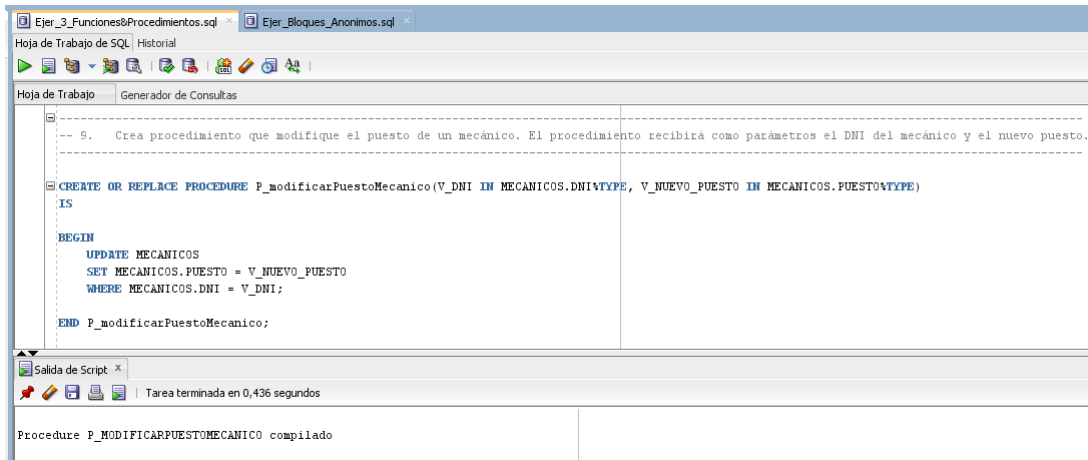 Ejer_3_Funciones&Procedimientos.sql Ejer_Bloques_Anonimos.sql
Hoja de Trabajo de SQL Historial
Hoja de Trabajo Generador de Consultas
--------------------------------------------------------------------------------
-- 9. Crea procedimiento que modifique el puesto de un mecánico. El procedimiento recibirá como parámetros el DNI del mecánico y el nuevo puesto.
--------------------------------------------------------------------------------
CREATE OR REPLACE PROCEDURE P_modificarPuestoMecanico(V_DNI IN MECANICOS.DNI%TYPE, V_NUEVO_PUESTO IN MECANICOS.PUESTO%TYPE)
IS
BEGIN
UPDATE MECANICOS
SET MECANICOS.PUESTO = V_NUEVO_PUESTO
WHERE MECANICOS.DNI = V_DNI;
END P_modificarPuestoMecanico;
Salida de Script
Tarea terminada en 0,436 segundos
Procedure P_MODIFICARPUESTOMECANICO compilado